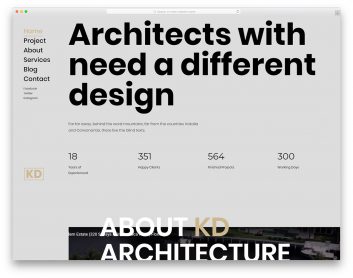 Home
Project
About
Services
Blog
Contact
Facebook
Twitter
Instagram
KD
Architects with
need a different
design
Far far away, behind the word mountains, far from the countries Vokalia
and Consonantia, there live the blind texts.
18
Years of
Experienced
351
Happy Clients
564
Finished Projects
300
Working Days
ABOUT KD
ARCHITECTURE